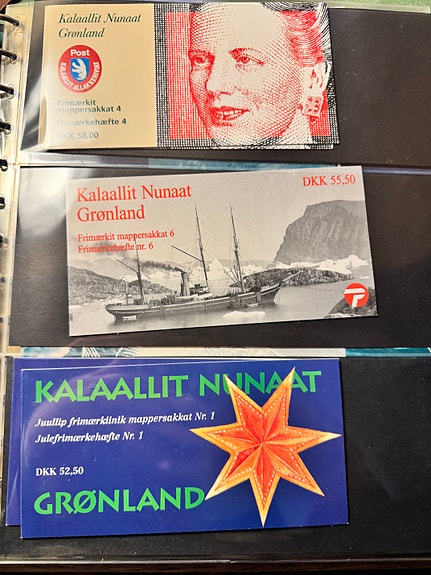 Kalaallit Nunaat
Grønland
Post
KALAALLIT ALLAKKERIVIAT
Frimærkit
mappersakkat 4
Frimærkehæfte 4
DKK 58,00
DKK 55,50
Kalaallit Nunaat
Grønland
Frimærkit mappersakkat 6
Frimærkehæfte nr. 6
KALAALLIT NUNAAT
Juullip frimærkiinik mappersakkat Nr. 1
Julefrimærkehæfte Nr. 1
DKK 52,50
GRØNLAND